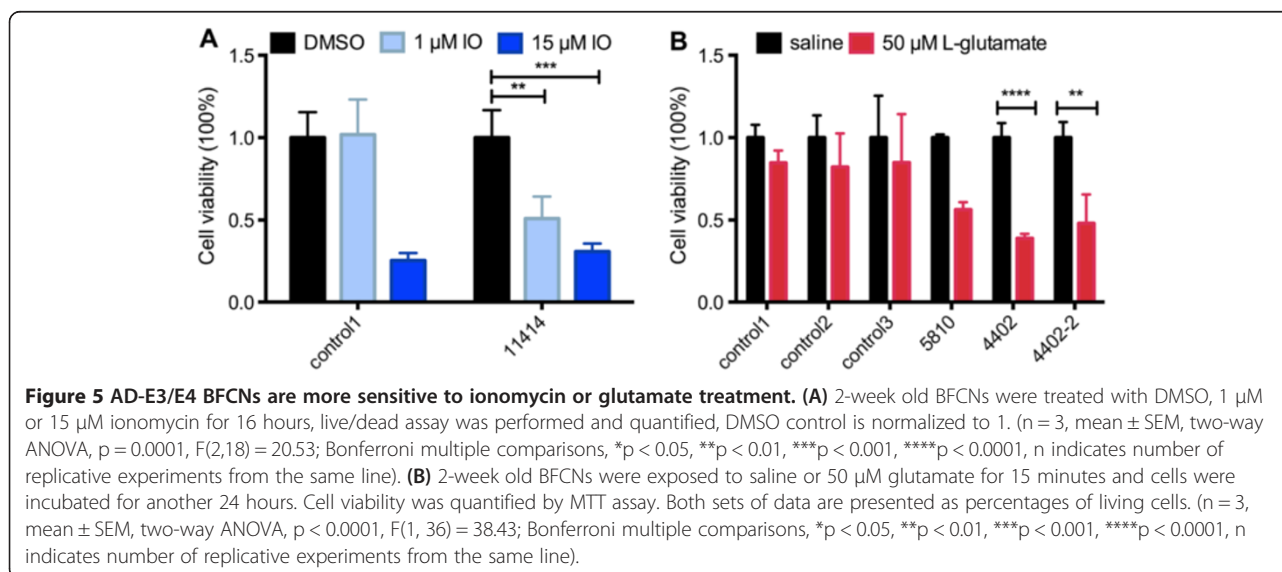 A
DMSO 1 µM IO 15 µM IO
1.5
1.0
0.5
0.0
Cell viability (100%)
***
**
control1
11414
B
saline 50 µM L-glutamate
1.5
1.0
0.5
0.0
Cell viability (100%)
**** **
control1
control2
control3
5810
4402
4402-2
Figure 5 AD-E3/E4 BFCNs are more sensitive to ionomycin or glutamate treatment. (A) 2-week old BFCNs were treated with DMSO, 1 µM
or 15 µM ionomycin for 16 hours, live/dead assay was performed and quantified, DMSO control is normalized to 1. (n = 3, mean ± SEM, two-way
ANOVA, p = 0.0001, F(2,18) = 20.53; Bonferroni multiple comparisons, *p < 0.05, **p < 0.01, ***p < 0.001, ****p < 0.0001, n indicates number of
replicative experiments from the same line). (B) 2-week old BFCNs were exposed to saline or 50 µM glutamate for 15 minutes and cells were
incubated for another 24 hours. Cell viability was quantified by MTT assay. Both sets of data are presented as percentages of living cells. (n = 3,
mean ± SEM, two-way ANOVA, p < 0.0001, F(1, 36) = 38.43; Bonferroni multiple comparisons, *p < 0.05, **p < 0.01, ***p < 0.001, ****p < 0.0001, n
indicates number of replicative experiments from the same line).